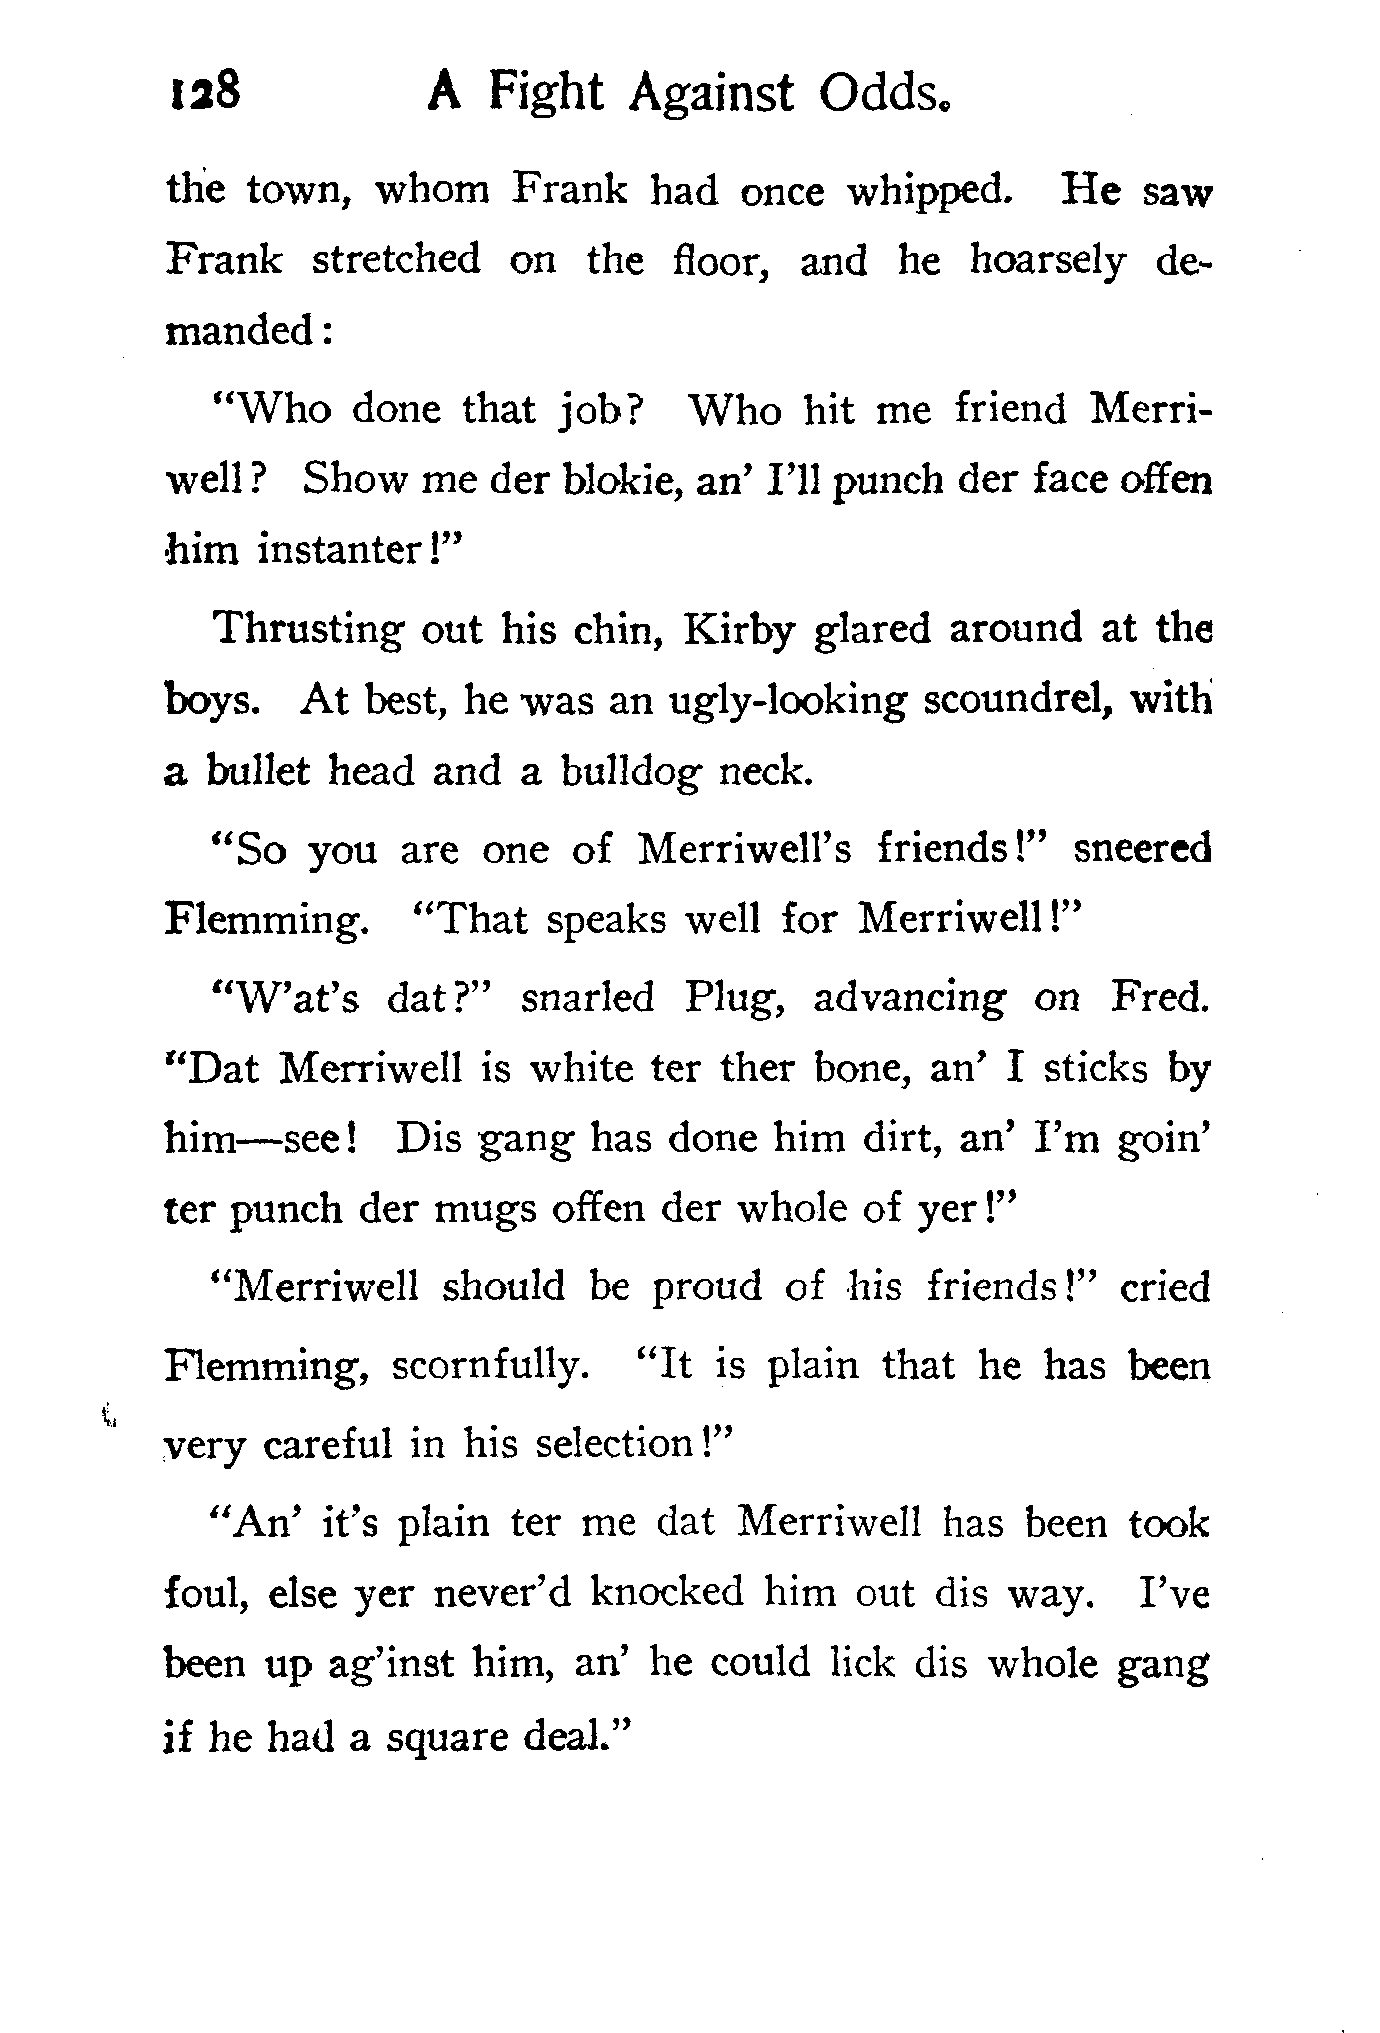 128 A Fight Against Odds.
the town, whom Frank had once whipped. He saw
Frank stretched on the floor, and he hoarsely de-
manded:
"Who done that job? Who hit me friend Merri-
well? Show me der blokie, an' I'll punch der face offen
him instanter!"
Thrusting out his chin, Kirby glared around at the
boys. At best, he was an ugly-looking scoundrel, with
a bullet head and a bulldog neck.
"So you are one of Merriwell's friends!" sneered
Flemming. "That speaks well for Merriwell!"
"W'at's dat?" snarled Plug, advancing on Fred.
"Dat Merriwell is white ter ther bone, an' I sticks by
him—see! Dis gang has done him dirt, an' I'm goin'
ter punch der mugs offen der whole of yer!"
"Merriwell should be proud of his friends!" cried
Flemming, scornfully. "It is plain that he has been
very careful in his selection!"
"An' it's plain ter me dat Merriwell has been took
foul, else yer never'd knocked him out dis way. I've
been up ag'inst him, an' he could lick dis whole gang
if he had a square deal."